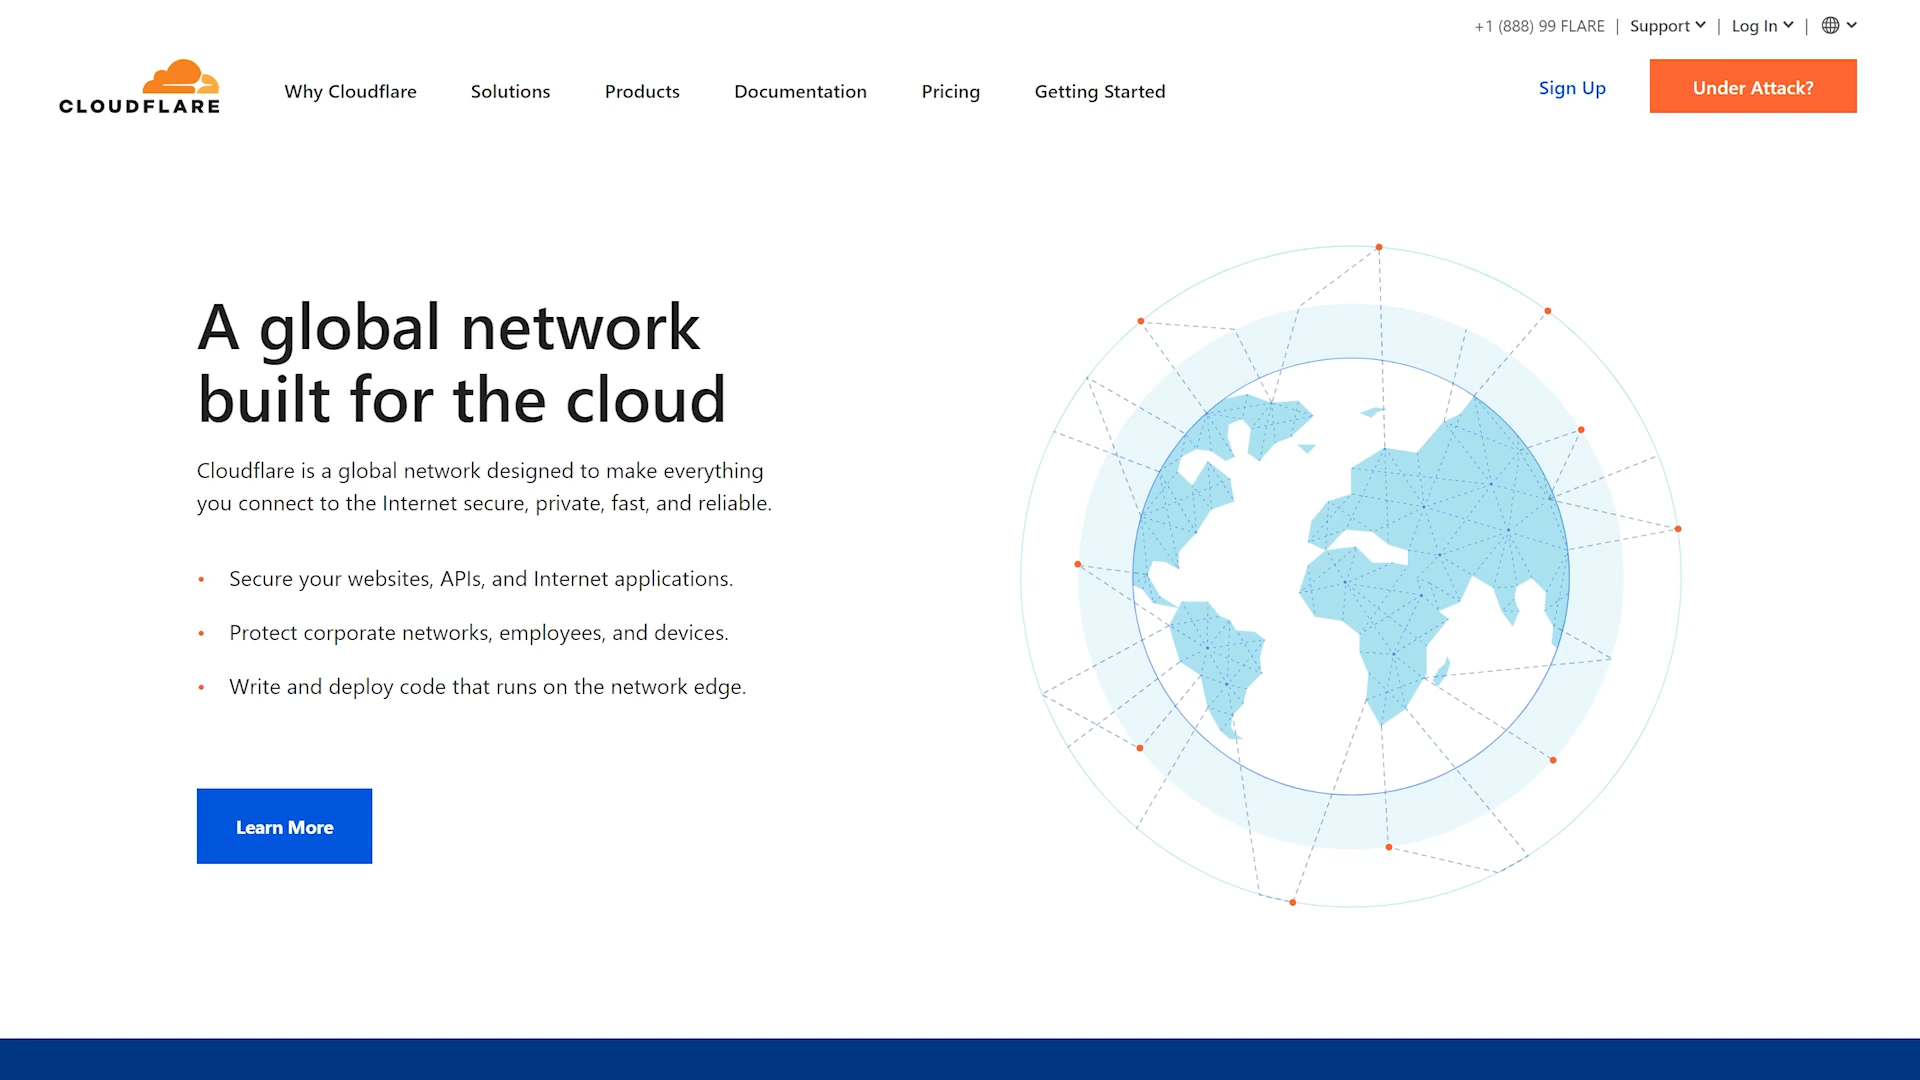 +1 (888) 99 FLARE | Support | Log In |
CLOUDFLARE
Why Cloudflare
Solutions
Products
Documentation
Pricing
Getting Started
Sign Up
Under Attack?
A global network
built for the cloud
Cloudflare is a global network designed to make everything
you connect to the Internet secure, private, fast, and reliable.
• Secure your websites, APIs, and Internet applications.
• Protect corporate networks, employees, and devices.
• Write and deploy code that runs on the network edge.
Learn More